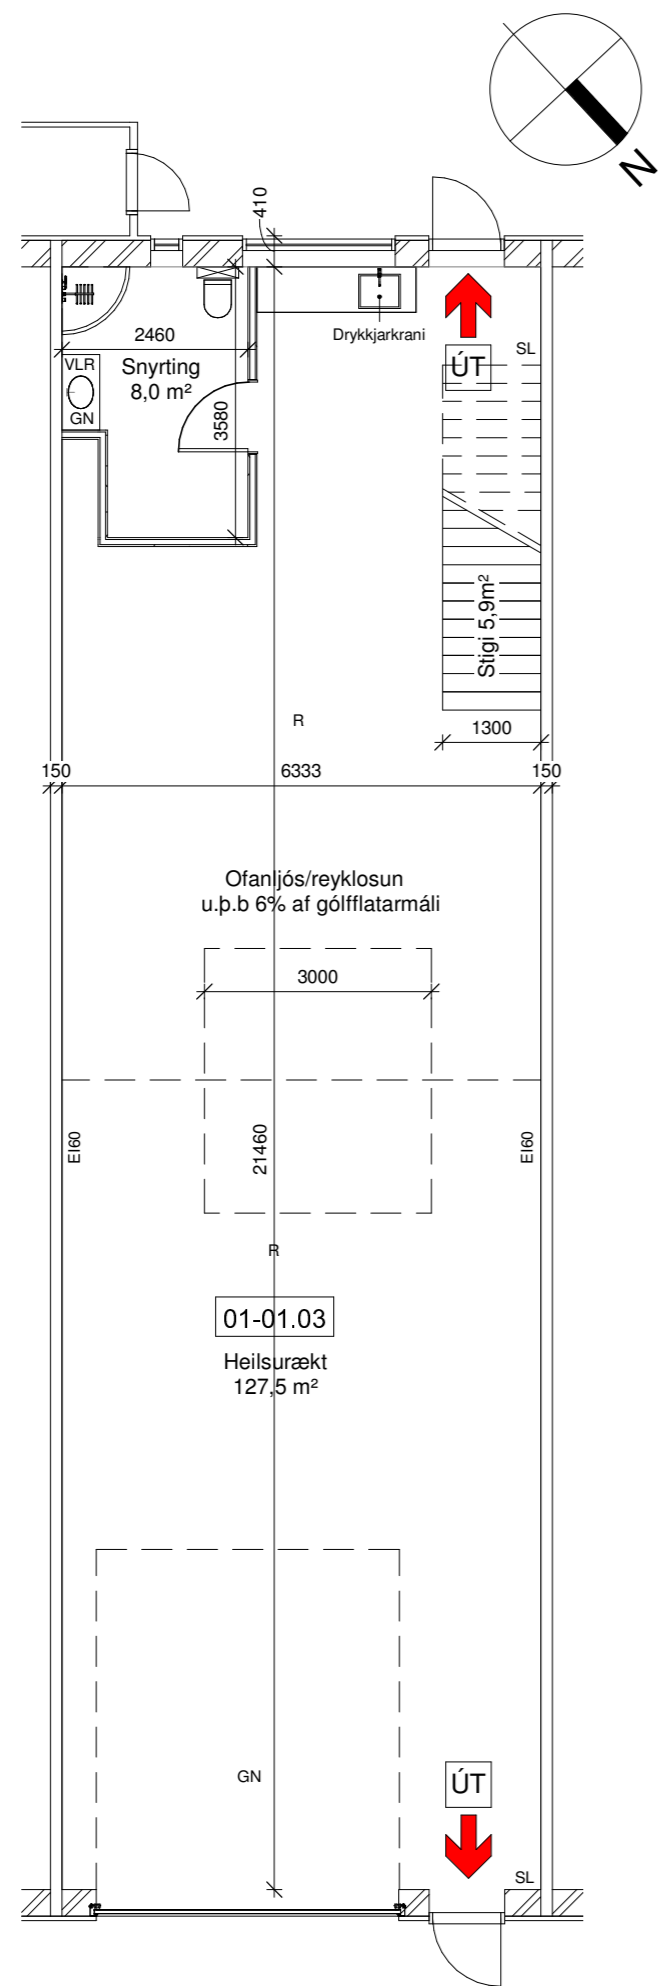 N
410
Drykkjarkrani
2460
Snyrting
8,0 m²
VLR
GN
3580
ÚT
SL
Stigi 5,9m²
1300
R
150
6333
150
Ofanljós/reyklosun
u.þ.b 6% af gólfflatarmáli
3000
EI60
21460
EI60
R
01-01.03
Heilsurækt
127,5 m²
GN
ÚT
SL